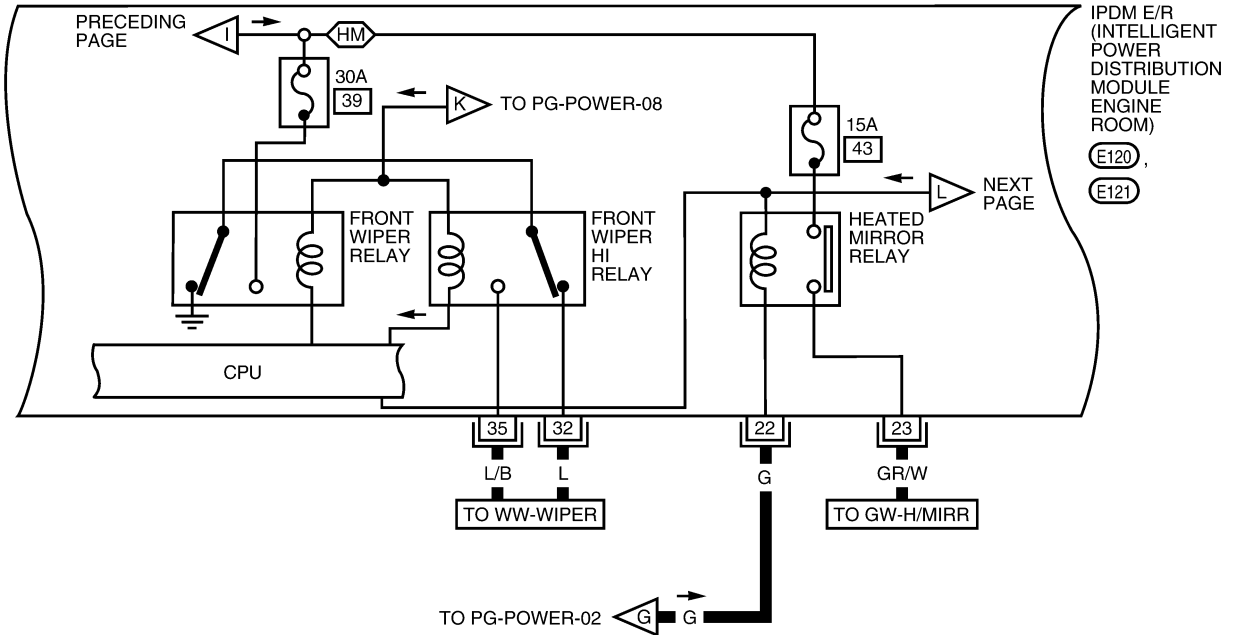 PRECEDING
PAGE
I
HM
IPDM E/R
(INTELLIGENT
POWER
DISTRIBUTION
MODULE
ENGINE
ROOM)
E120 ,
E121
30A
39
K
TO PG-POWER-08
15A
43
L
NEXT
PAGE
FRONT
WIPER
RELAY
FRONT
WIPER
HI
RELAY
HEATED
MIRROR
RELAY
CPU
35
32
22
23
L/B
L
G
GR/W
TO WW-WIPER
TO GW-H/MIRR
TO PG-POWER-02
G
G